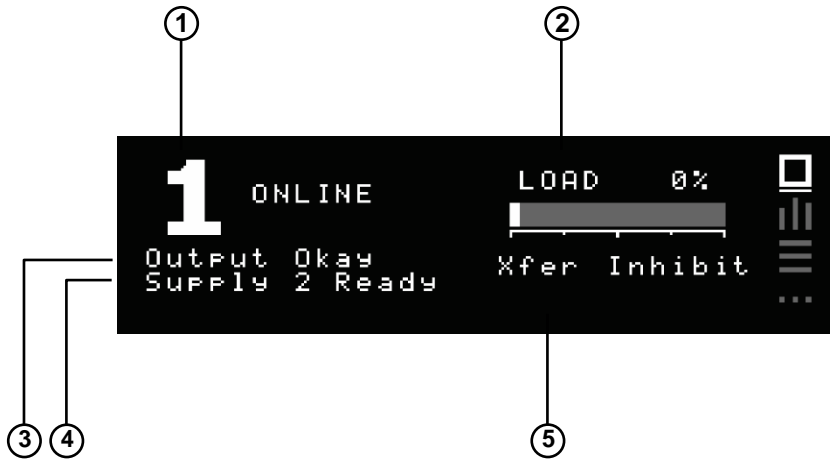 1 2
1 ONLINE LOAD 0%
Output Okay Xfer Inhibit
Supply 2 Ready
3 4 5